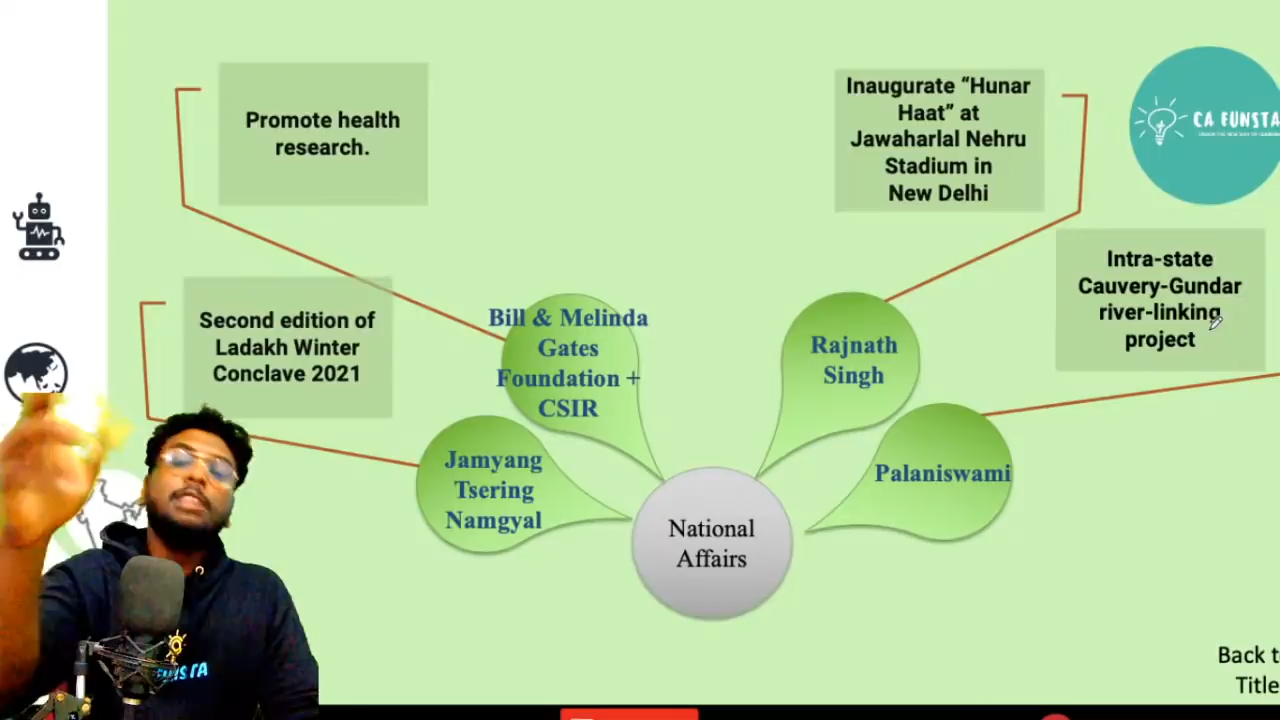 Promote health
research.
Inaugurate “Hunar
Haat” at
Jawaharlal Nehru
Stadium in
New Delhi
CA FUNSTA
Intra-state
Cauvery-Gundar
river-linking
project
Second edition of
Ladakh Winter
Conclave 2021
Bill & Melinda
Gates
Foundation +
CSIR
Rajnath
Singh
Jamyang
Tsering
Namgyal
Palaniswami
National
Affairs
Back t
Title